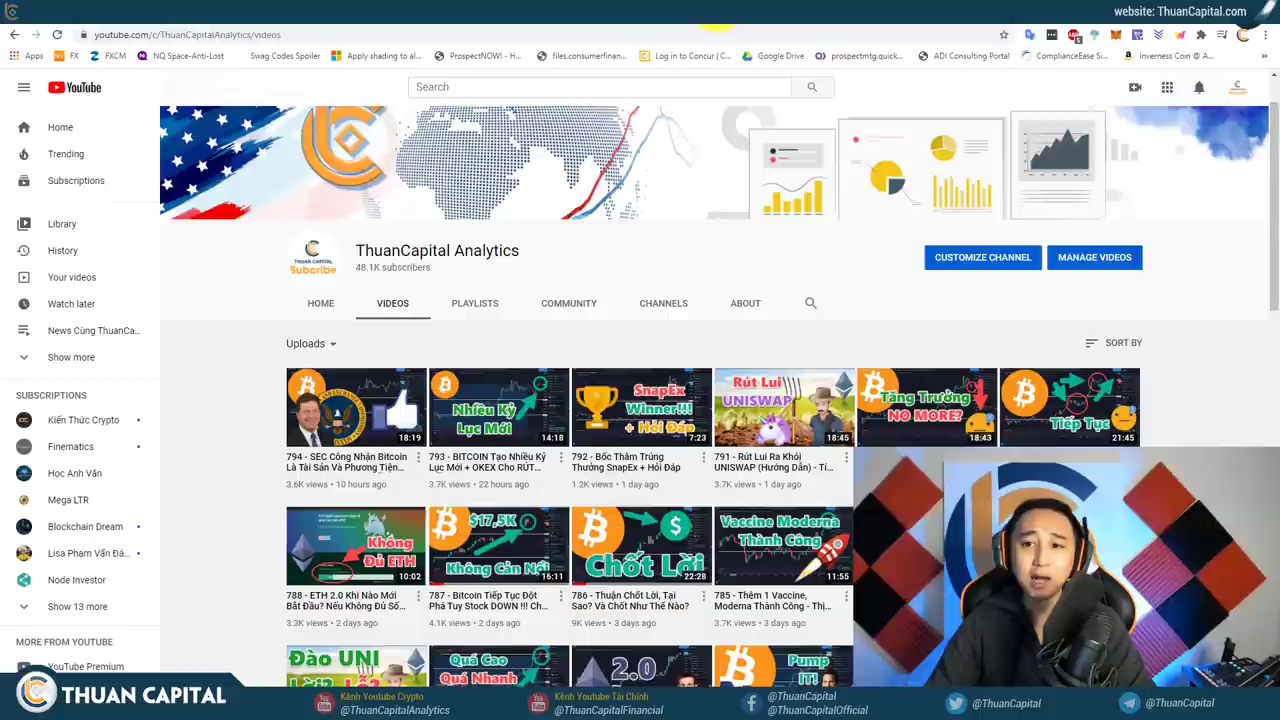 website: ThuanCapital.com
youtube.com/c/ThuanCapitalAnalytics/videos
Apps
FX
FXCM
NQ Space-Anti-Lost
Swag Codes Spoiler
Apply shading to al...
ProspectNOW! - H...
files.consumerfinan...
Log in to Concur | C...
Google Drive
prospectmtg.quick...
ADI Consulting Portal
ComplianceEase Si...
Inverness Coin @ A...
YouTube
Search
Home
Trending
Subscriptions
Library
History
Your videos
Watch later
News Cùng ThuanCa...
Show more
SUBSCRIPTIONS
Kiến Thức Crypto
Finematics
Học Anh Văn
Mega LTR
Blockchain Dream
Lisa Phạm Vấn Đá...
Node Investor
Show 13 more
MORE FROM YOUTUBE
YouTube Premium
THUAN CAPITAL
Subcribe
ThuanCapital Analytics
48.1K subscribers
CUSTOMIZE CHANNEL
MANAGE VIDEOS
HOME
VIDEOS
PLAYLISTS
COMMUNITY
CHANNELS
ABOUT
Uploads
SORT BY
18:19
794 - SEC Công Nhận Bitcoin
Là Tài Sản Và Phương Tiện...
3.6K views • 10 hours ago
Nhiều Kỷ
Lục Mới
14:18
793 - BITCOIN Tạo Nhiều Kỷ
Lục Mới + OKEX Cho RÚT...
3.7K views • 22 hours ago
SnapEx
Winner!!!
+ Hỏi Đáp
7:23
792 - Bốc Thăm Trúng
Thưởng SnapEx + Hỏi Đáp
1.2K views • 1 day ago
Rút Lui
UNISWAP
18:45
791 - Rút Lui Ra Khỏi
UNISWAP (Hướng Dẫn) - Tí...
3.7K views • 1 day ago
Tăng Trưởng
NO MORE?
18:43
Tiếp Tục
21:45
Không
Đủ ETH
10:02
788 - ETH 2.0 Khi Nào Mới
Bắt Đầu? Nếu Không Đủ Số...
3.3K views • 2 days ago
$17,5K
Không Cản Nổi
16:11
787 - Bitcoin Tiếp Tục Đột
Phá Tuy Stock DOWN !!! Ch...
4.1K views • 2 days ago
Chốt Lời
22:28
786 - Thuận Chốt Lời, Tại
Sao? Và Chốt Như Thế Nào?
9K views • 3 days ago
Vaccine Moderna
Thành Công
11:55
785 - Thêm 1 Vaccine,
Moderna Thành Công - Thị...
3.7K views • 3 days ago
Đào UNI
Lời? Lỗ?
Quá Cao
Quá Nhanh
2.0
Pump
IT!
THUAN CAPITAL
Kênh Youtube Crypto
@ThuanCapitalAnalytics
Kênh Youtube Tài Chính
@ThuanCapitalFinancial
@ThuanCapital
@ThuanCapitalOfficial
@ThuanCapital
@ThuanCapital